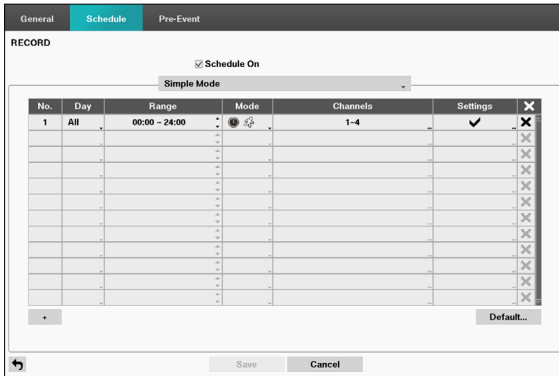 General Schedule Pre-Event
RECORD
Schedule On
Simple Mode
No. Day Range Mode Channels Settings
1 All 00:00 ~ 24:00 1~4
+ Default...
Save Cancel